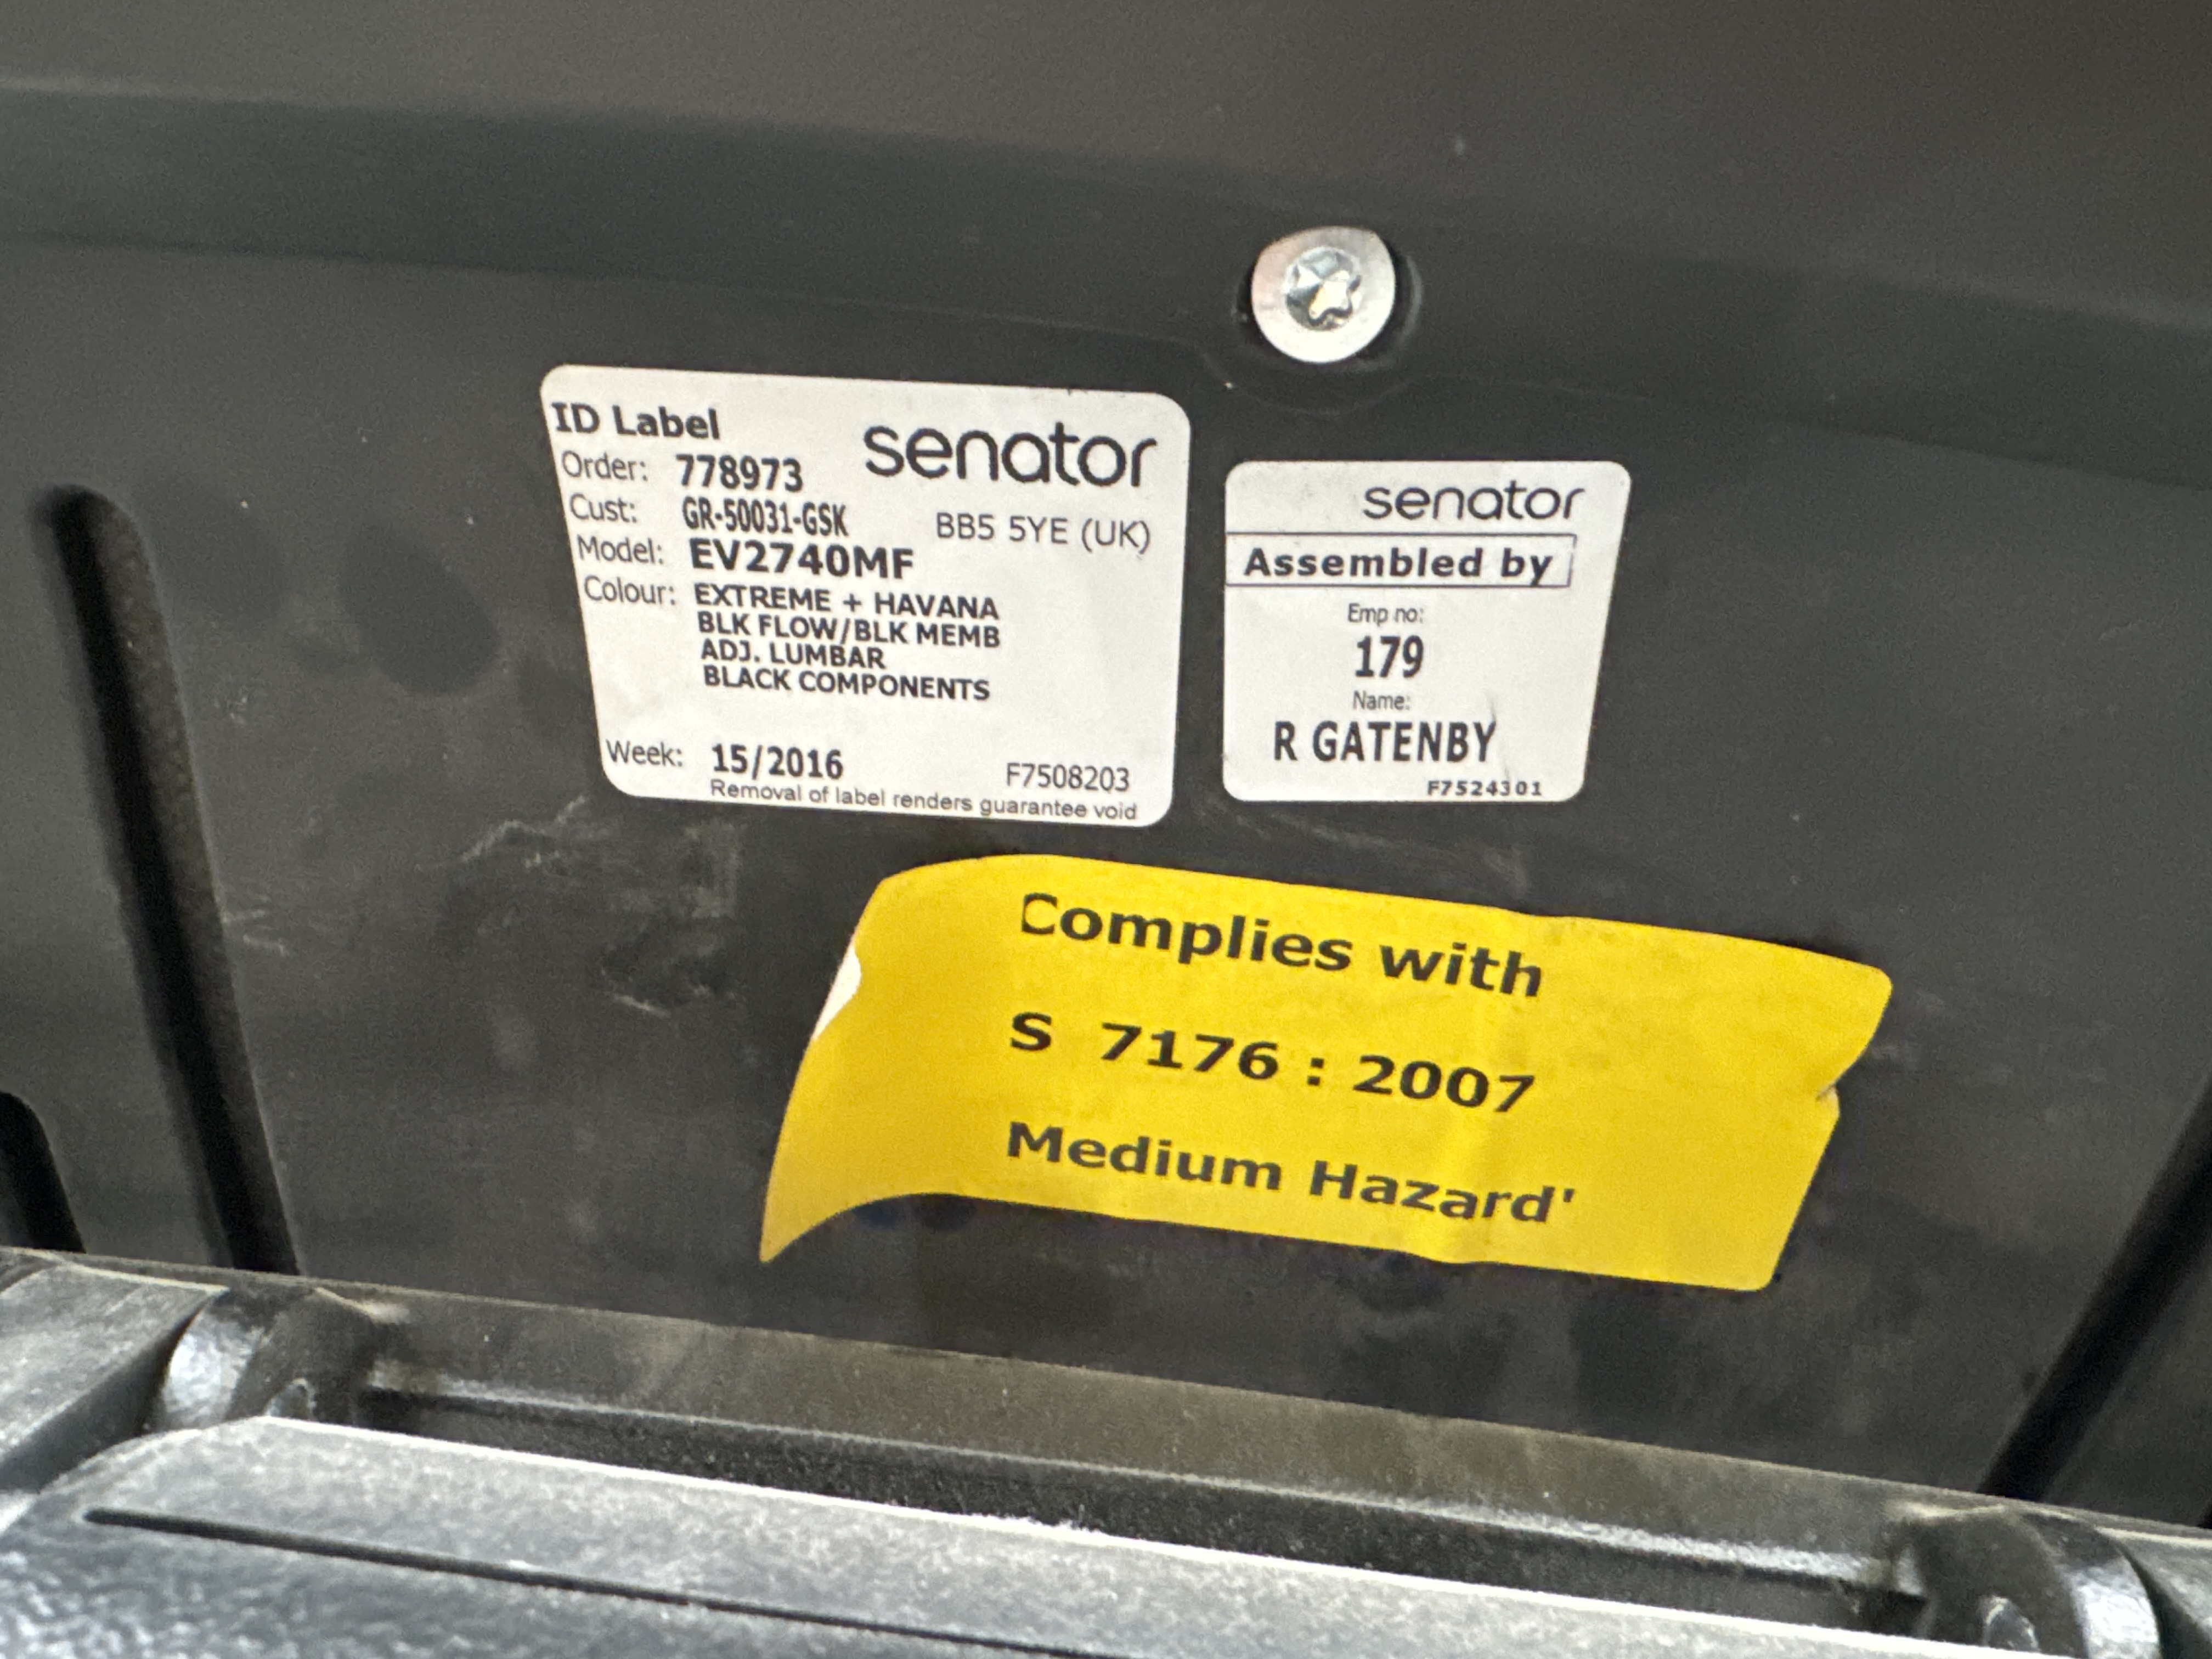 ID Label
senator
Order: 778973
Cust: GR-50031-GSK
BB5 5YE (UK)
Model: EV2740MF
Colour: EXTREME + HAVANA
BLK FLOW/BLK MEMB
ADJ. LUMBAR
BLACK COMPONENTS
Week: 15/2016
F7508203
Removal of label renders guarantee void
senator
Assembled by
Emp no:
179
Name:
R GATENBY
F7524301
Complies with
S 7176 : 2007
Medium Hazard'